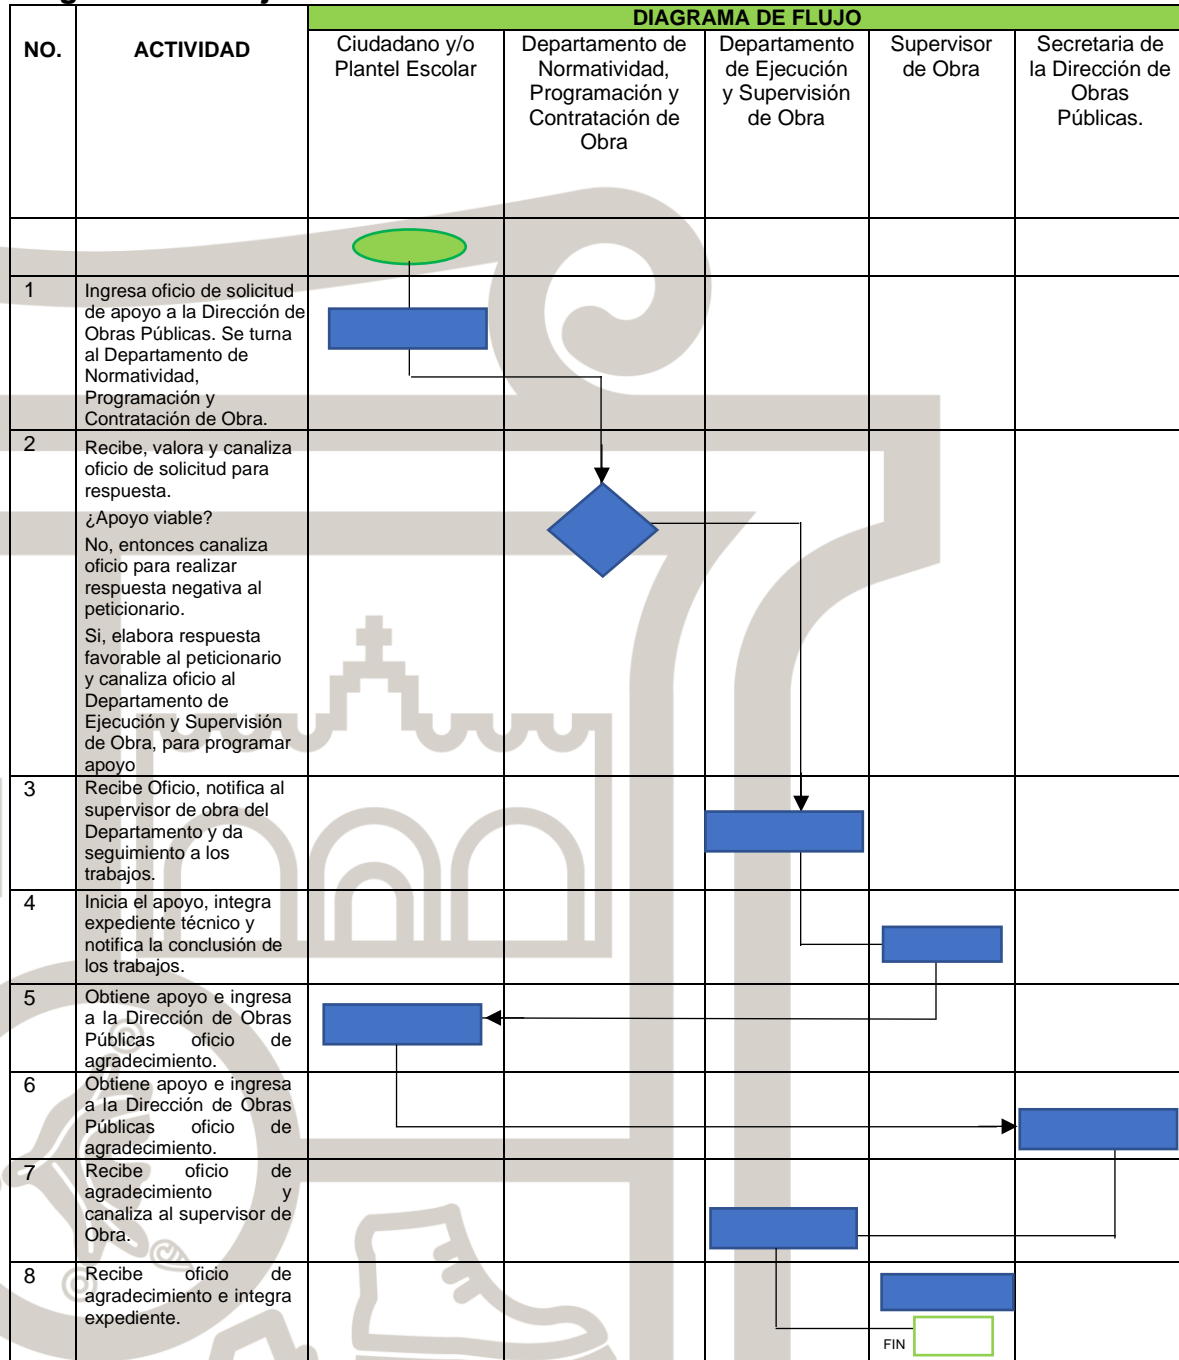 DIAGRAMA DE FLUJO
NO.
ACTIVIDAD
Ciudadano y/o
Plantel Escolar
Departamento de
Normatividad,
Programación y
Contratación de
Obra
Departamento
de Ejecución
y Supervisión
de Obra
Supervisor
de Obra
Secretaria de
la Dirección de
Obras
Públicas.
1
Ingresa oficio de solicitud
de apoyo a la Dirección de
Obras Públicas. Se turna
al Departamento de
Normatividad,
Programación y
Contratación de Obra.
2
Recibe, valora y canaliza
oficio de solicitud para
respuesta.
¿Apoyo viable?
No, entonces canaliza
oficio para realizar
respuesta negativa al
peticionario.
Si, elabora respuesta
favorable al peticionario
y canaliza oficio al
Departamento de
Ejecución y Supervisión
de Obra, para programar
apoyo
3
Recibe Oficio, notifica al
supervisor de obra del
Departamento y da
seguimiento a los
trabajos.
4
Inicia el apoyo, integra
expediente técnico y
notifica la conclusión de
los trabajos.
5
Obtiene apoyo e ingresa
a la Dirección de Obras
Públicas oficio de
agradecimiento.
6
Obtiene apoyo e ingresa
a la Dirección de Obras
Públicas oficio de
agradecimiento.
7
Recibe oficio de
agradecimiento y
canaliza al supervisor de
Obra.
8
Recibe oficio de
agradecimiento e integra
expediente.
FIN